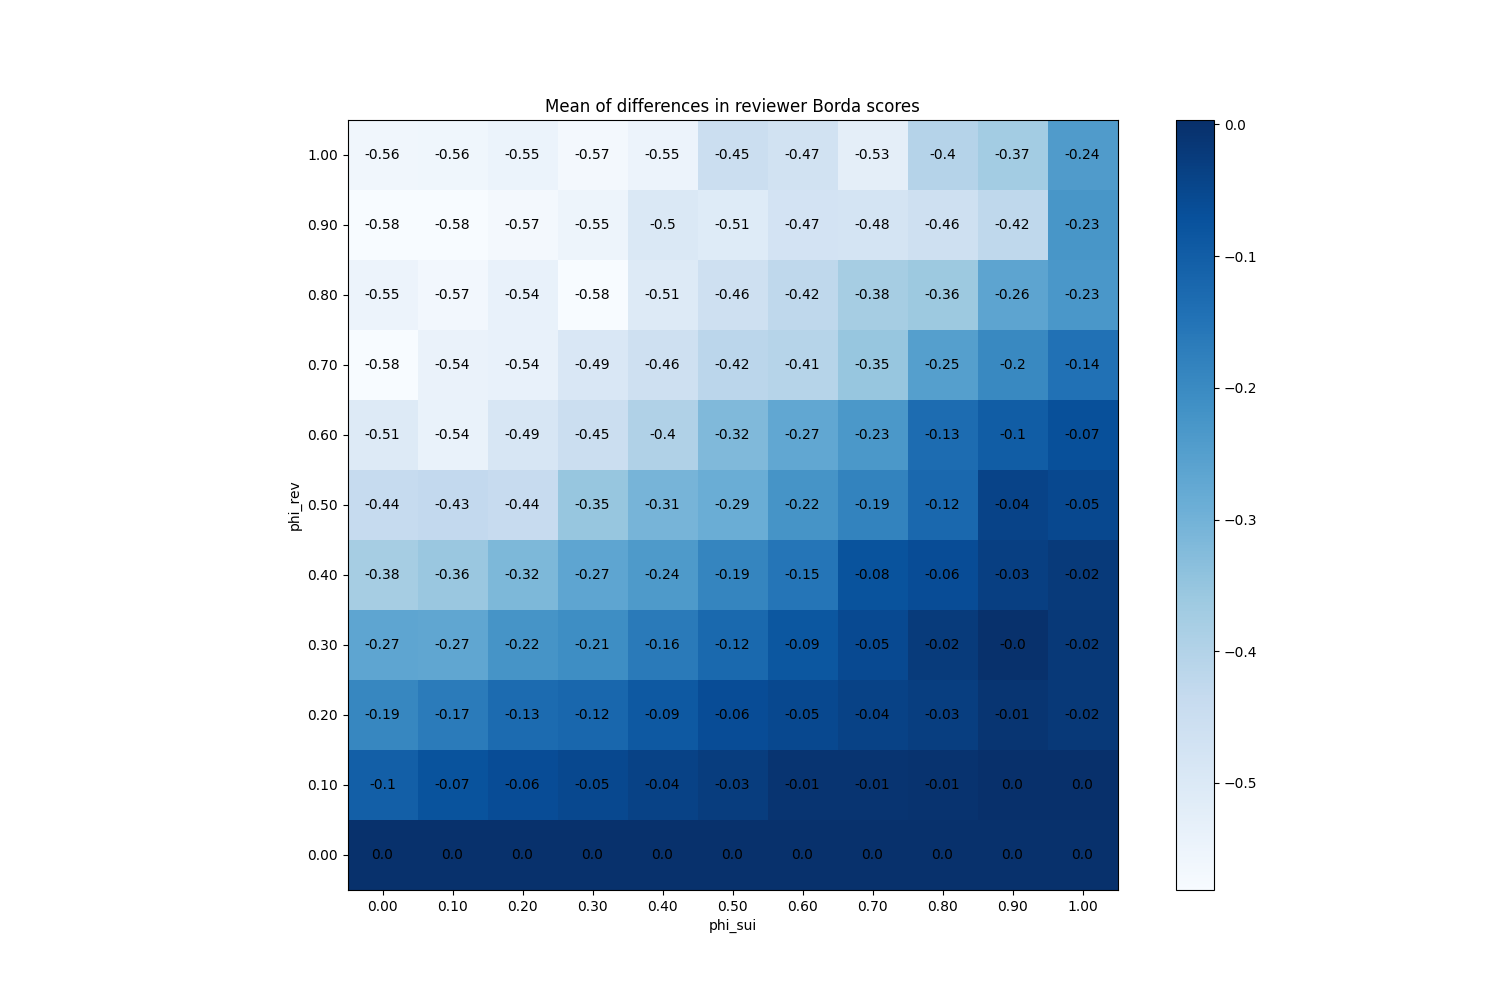 Mean of differences in reviewer Borda scores
1.00 -0.56 -0.56 -0.55 -0.57 -0.55 -0.45 -0.47 -0.53 -0.4 -0.37 -0.24
0.90 -0.58 -0.58 -0.57 -0.55 -0.5 -0.51 -0.47 -0.48 -0.46 -0.42 -0.23
0.80 -0.55 -0.57 -0.54 -0.58 -0.51 -0.46 -0.42 -0.38 -0.36 -0.26 -0.23
0.70 -0.58 -0.54 -0.54 -0.49 -0.46 -0.42 -0.41 -0.35 -0.25 -0.2 -0.14
0.60 -0.51 -0.54 -0.49 -0.45 -0.4 -0.32 -0.27 -0.23 -0.13 -0.1 -0.07
phi_rev
0.50 -0.44 -0.43 -0.44 -0.35 -0.31 -0.29 -0.22 -0.19 -0.12 -0.04 -0.05
0.40 -0.38 -0.36 -0.32 -0.27 -0.24 -0.19 -0.15 -0.08 -0.06 -0.03 -0.02
0.30 -0.27 -0.27 -0.22 -0.21 -0.16 -0.12 -0.09 -0.05 -0.02 -0.0 -0.02
0.20 -0.19 -0.17 -0.13 -0.12 -0.09 -0.06 -0.05 -0.04 -0.03 -0.01 -0.02
0.10 -0.1 -0.07 -0.06 -0.05 -0.04 -0.03 -0.01 -0.01 -0.01 0.0 0.0
0.00 0.0 0.0 0.0 0.0 0.0 0.0 0.0 0.0 0.0 0.0 0.0
0.00 0.10 0.20 0.30 0.40 0.50 0.60 0.70 0.80 0.90 1.00
phi_sui
0.0
−0.1
−0.2
−0.3
−0.4
−0.5